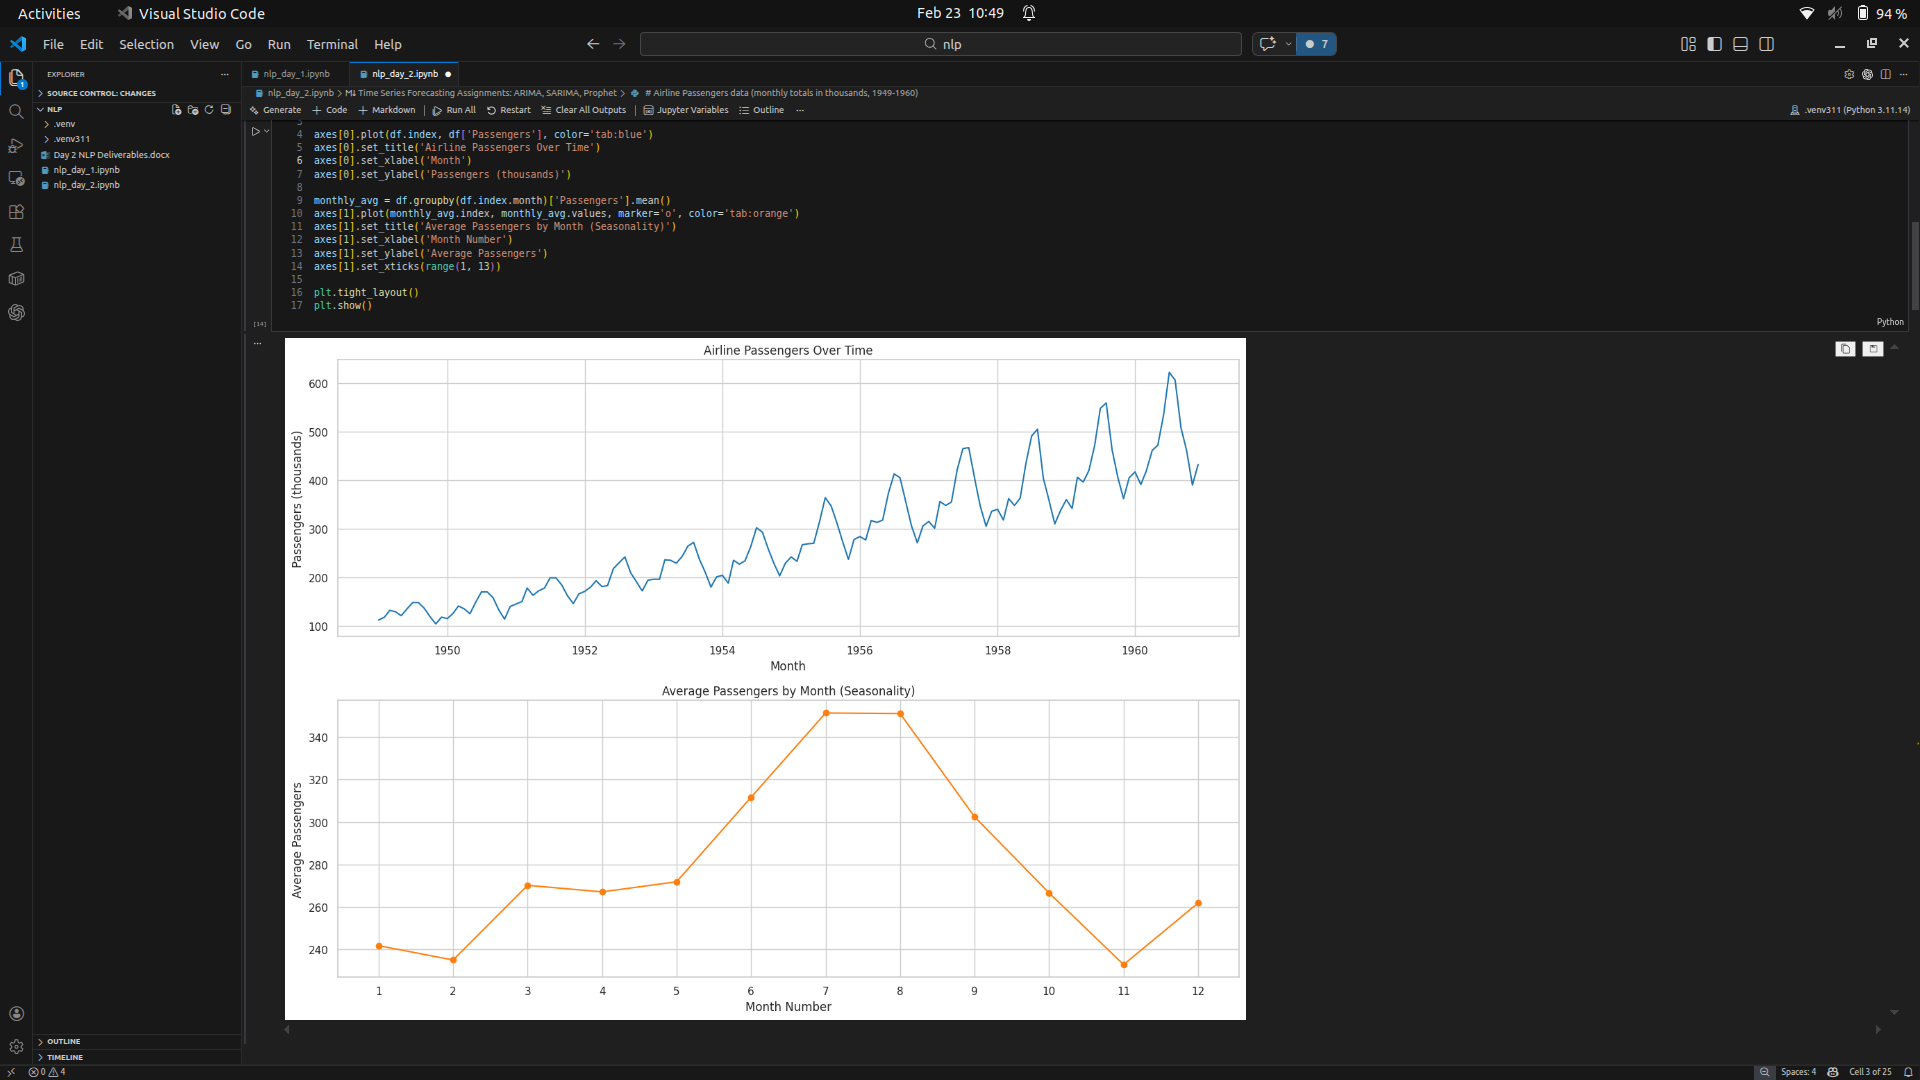 Activities
Visual Studio Code
Feb 23 10:49
94 %
File Edit Selection View Go Run Terminal Help
nlp
7
EXPLORER
SOURCE CONTROL: CHANGES
NLP
.venv
.venv311
Day 2 NLP Deliverables.docx
nlp_day_1.ipynb
nlp_day_2.ipynb
OUTLINE
TIMELINE
nlp_day_1.ipynb
nlp_day_2.ipynb
nlp_day_2.ipynb > M↓ Time Series Forecasting Assignments: ARIMA, SARIMA, Prophet > # Airline Passengers data (monthly totals in thousands, 1949-1960)
Generate + Code + Markdown | Run All Restart Clear All Outputs | Jupyter Variables Outline ...
.venv311 (Python 3.11.14)
3
4 axes[0].plot(df.index, df['Passengers'], color='tab:blue')
5 axes[0].set_title('Airline Passengers Over Time')
6 axes[0].set_xlabel('Month')
7 axes[0].set_ylabel('Passengers (thousands)')
8
9 monthly_avg = df.groupby(df.index.month)['Passengers'].mean()
10 axes[1].plot(monthly_avg.index, monthly_avg.values, marker='o', color='tab:orange')
11 axes[1].set_title('Average Passengers by Month (Seasonality)')
12 axes[1].set_xlabel('Month Number')
13 axes[1].set_ylabel('Average Passengers')
14 axes[1].set_xticks(range(1, 13))
15
16 plt.tight_layout()
17 plt.show()
[14]
Python
Airline Passengers Over Time
Passengers (thousands)
600
500
400
300
200
100
1950 1952 1954 1956 1958 1960
Month
Average Passengers by Month (Seasonality)
Average Passengers
340
320
300
280
260
240
1 2 3 4 5 6 7 8 9 10 11 12
Month Number
0 4
Spaces: 4
Cell 3 of 25